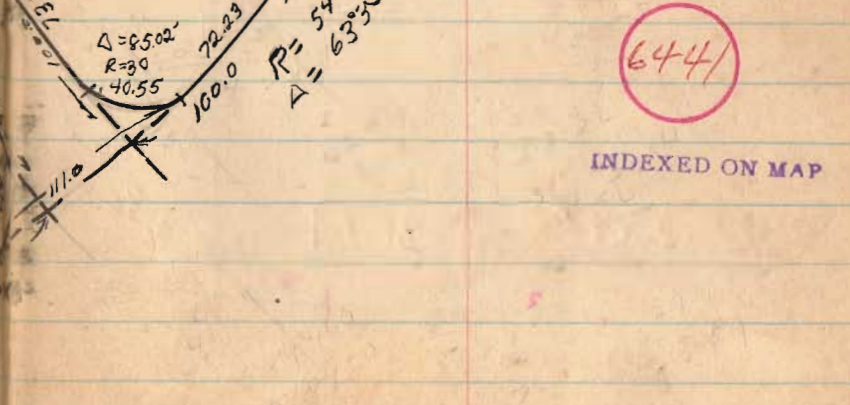 Δ=85.02'
R=30
40.55
72.23
100.0
R= 54
Δ= 63°
111.0
6441
INDEXED ON MAP